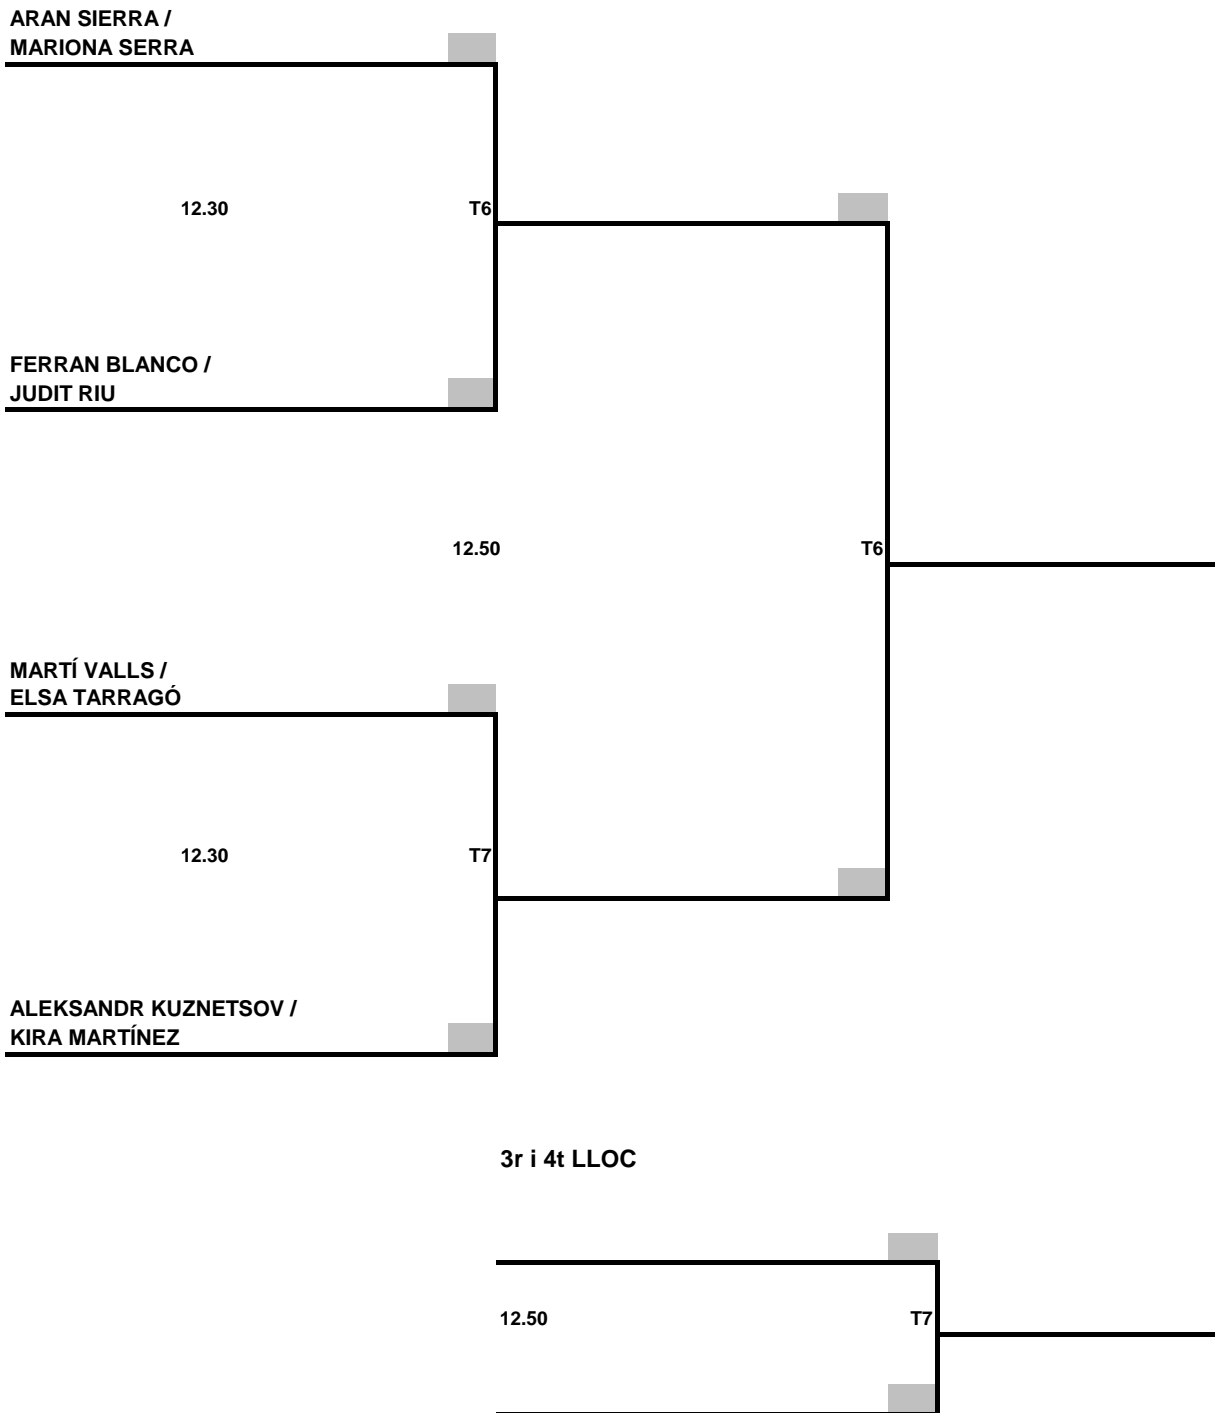 ARAN SIERRA /
MARIONA SERRA
12.30
T6
FERRAN BLANCO /
JUDIT RIU
12.50
T6
MARTÍ VALLS /
ELSA TARRAGÓ
12.30
T7
ALEKSANDR KUZNETSOV /
KIRA MARTÍNEZ
3r i 4t LLOC
12.50
T7